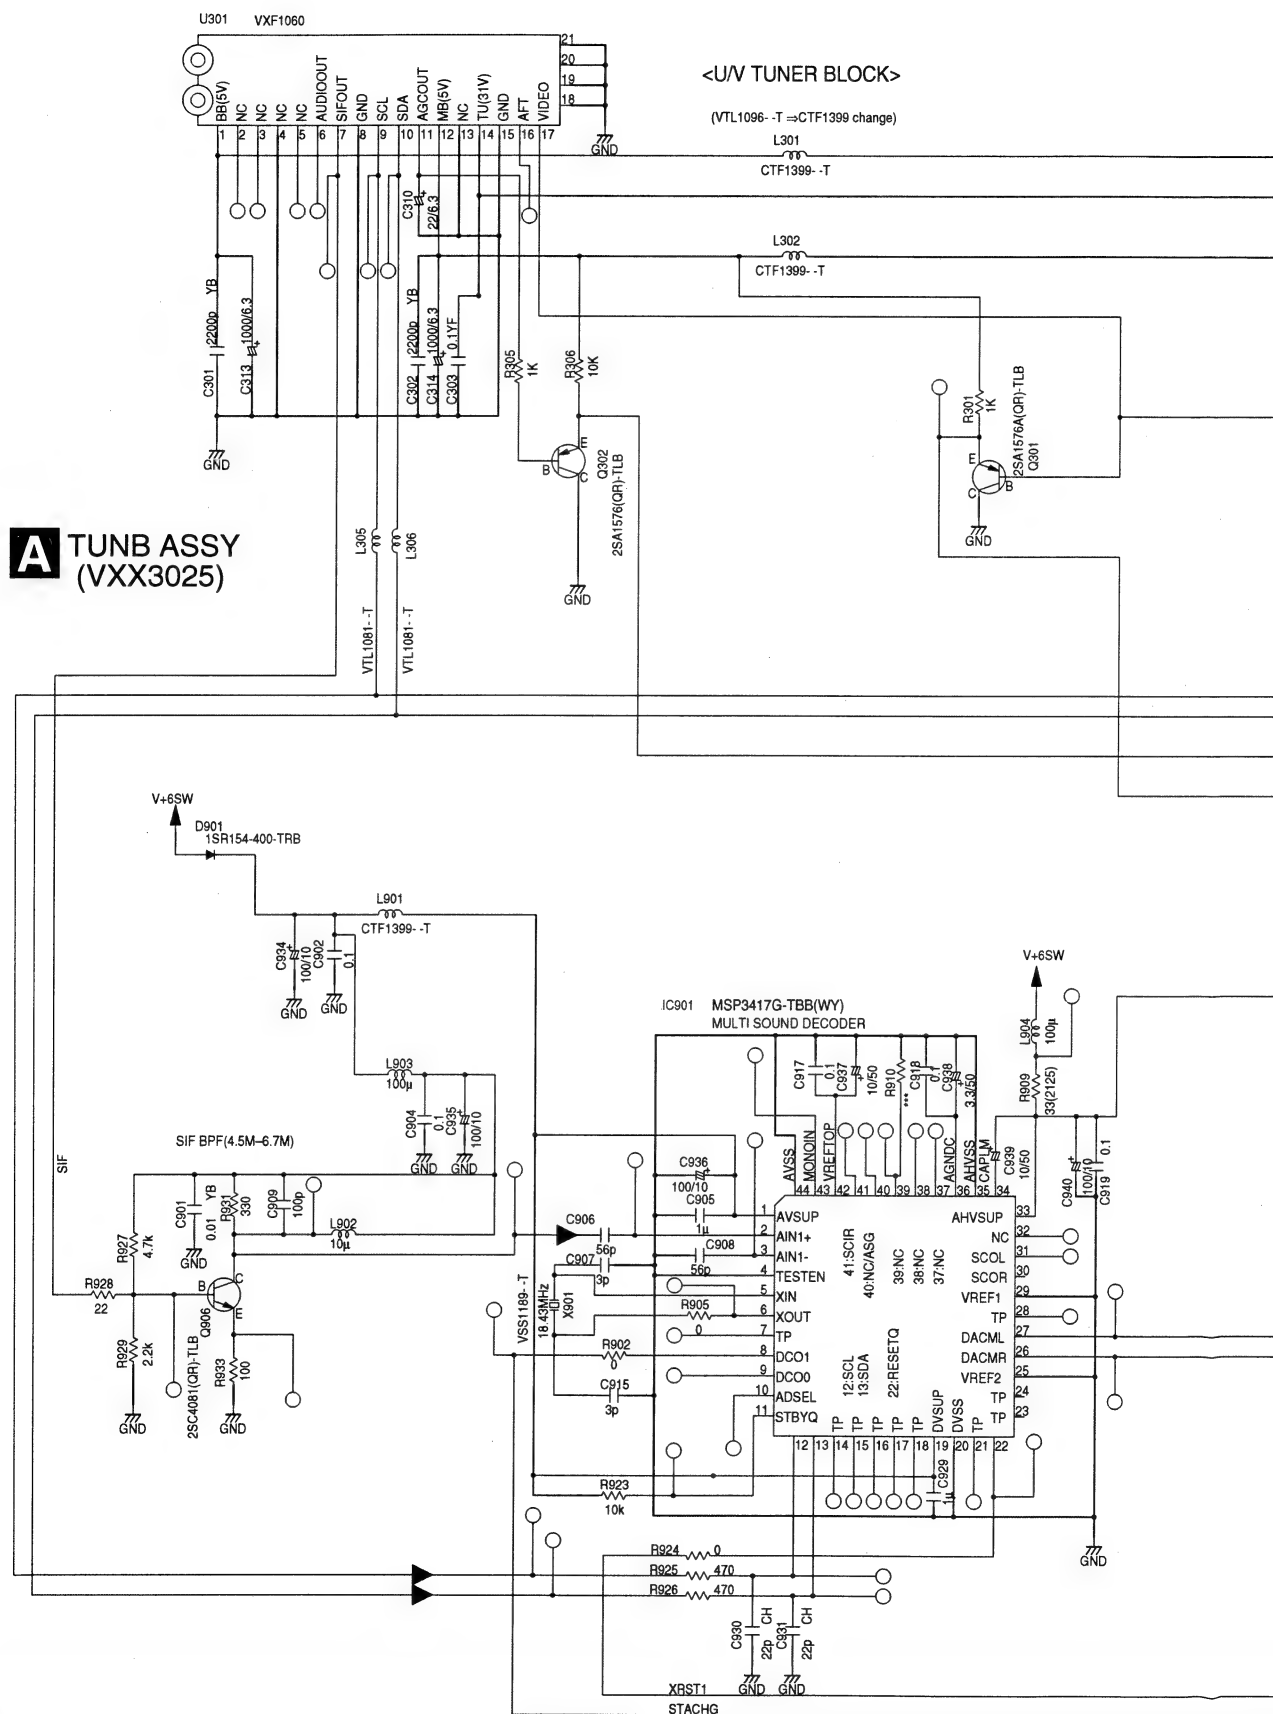 U301 VXF1060
21
20
19
18
BB(5V)
NC
NC
NC
NC
AUDIOOUT
SIFOUT
GND
SCL
SDA
AGCOUT
MB(5V)
NC
TU(31V)
GND
AFT
VIDEO
1 2 3 4 5 6 7 8 9 10 11 12 13 14 15 16 17
GND
<U/V TUNER BLOCK>
(VTL1096- -T ⇒CTF1399 change)
L301
CTF1399- -T
C310
22/6.3
+
L302
CTF1399- -T
C301
2200p YB
C313
1000/6.3
+
C302
2200p YB
C314
1000/6.3
+
C303
0.1YF
R305
1K
R306
10K
R301
1K
2SA1576A(QR)-TLB
Q301
E
C
B
GND
GND
B
E
C
Q302
2SA1576(QR)-TLB
GND
A TUNB ASSY
(VXX3025)
L305
L306
VTL1081- -T
VTL1081- -T
V+6SW
D901
1SR154-400-TRB
L901
CTF1399- -T
C934
100/10
+
C902
0.1
GND
GND
V+6SW
L904
100μ
IC901 MSP3417G-TBB(WY)
MULTI SOUND DECODER
L903
100μ
C904
0.1
C935
100/10
+
GND
GND
C917
0.1
C937
10/50
+
R910
***
C918
0.1
C938
3.3/50
+
R909
33(2125)
SIF BPF(4.5M–6.7M)
SIF
C901
0.01 YB
R931
330
C909
100p
L902
10μ
GND
R927
4.7k
R928
22
R929
2.2k
B
C
E
Q906
2SC4081(QR)-TLB
R933
100
GND
GND
C936
100/10
+
C905
1μ
C906
56p
C908
56p
C907
3p
VSS1189- -T
18.43MHz
X901
R905
0
R902
0
C915
3p
AVSS
MONOIN
VREFTOP
AGNDC
AHVSS
CAPLM
C939
10/50
C940
100/10
C919
0.1
44 43 42 41 40 39 38 37 36 35 34
1 AVSUP
2 AIN1+
3 AIN1-
4 TESTEN
5 XIN
6 XOUT
7 TP
8 DCO1
9 DCO0
10 ADSEL
11 STBYQ
41:SCIR
40:NC/ASG
39:NC
38:NC
37:NC
12:SCL
13:SDA
22:RESETQ
AHVSUP 33
NC 32
SCOL 31
SCOR 30
VREF1 29
TP 28
DACML 27
DACMR 26
VREF2 25
TP 24
TP 23
TP
TP
TP
TP
TP
DVSUP
DVSS
TP
12 13 14 15 16 17 18 19 20 21 22
C929
1μ
R923
10k
GND
R924 0
R925 470
R926 470
C930
22p CH
C931
22p CH
GND
GND
XRST1
STACHG